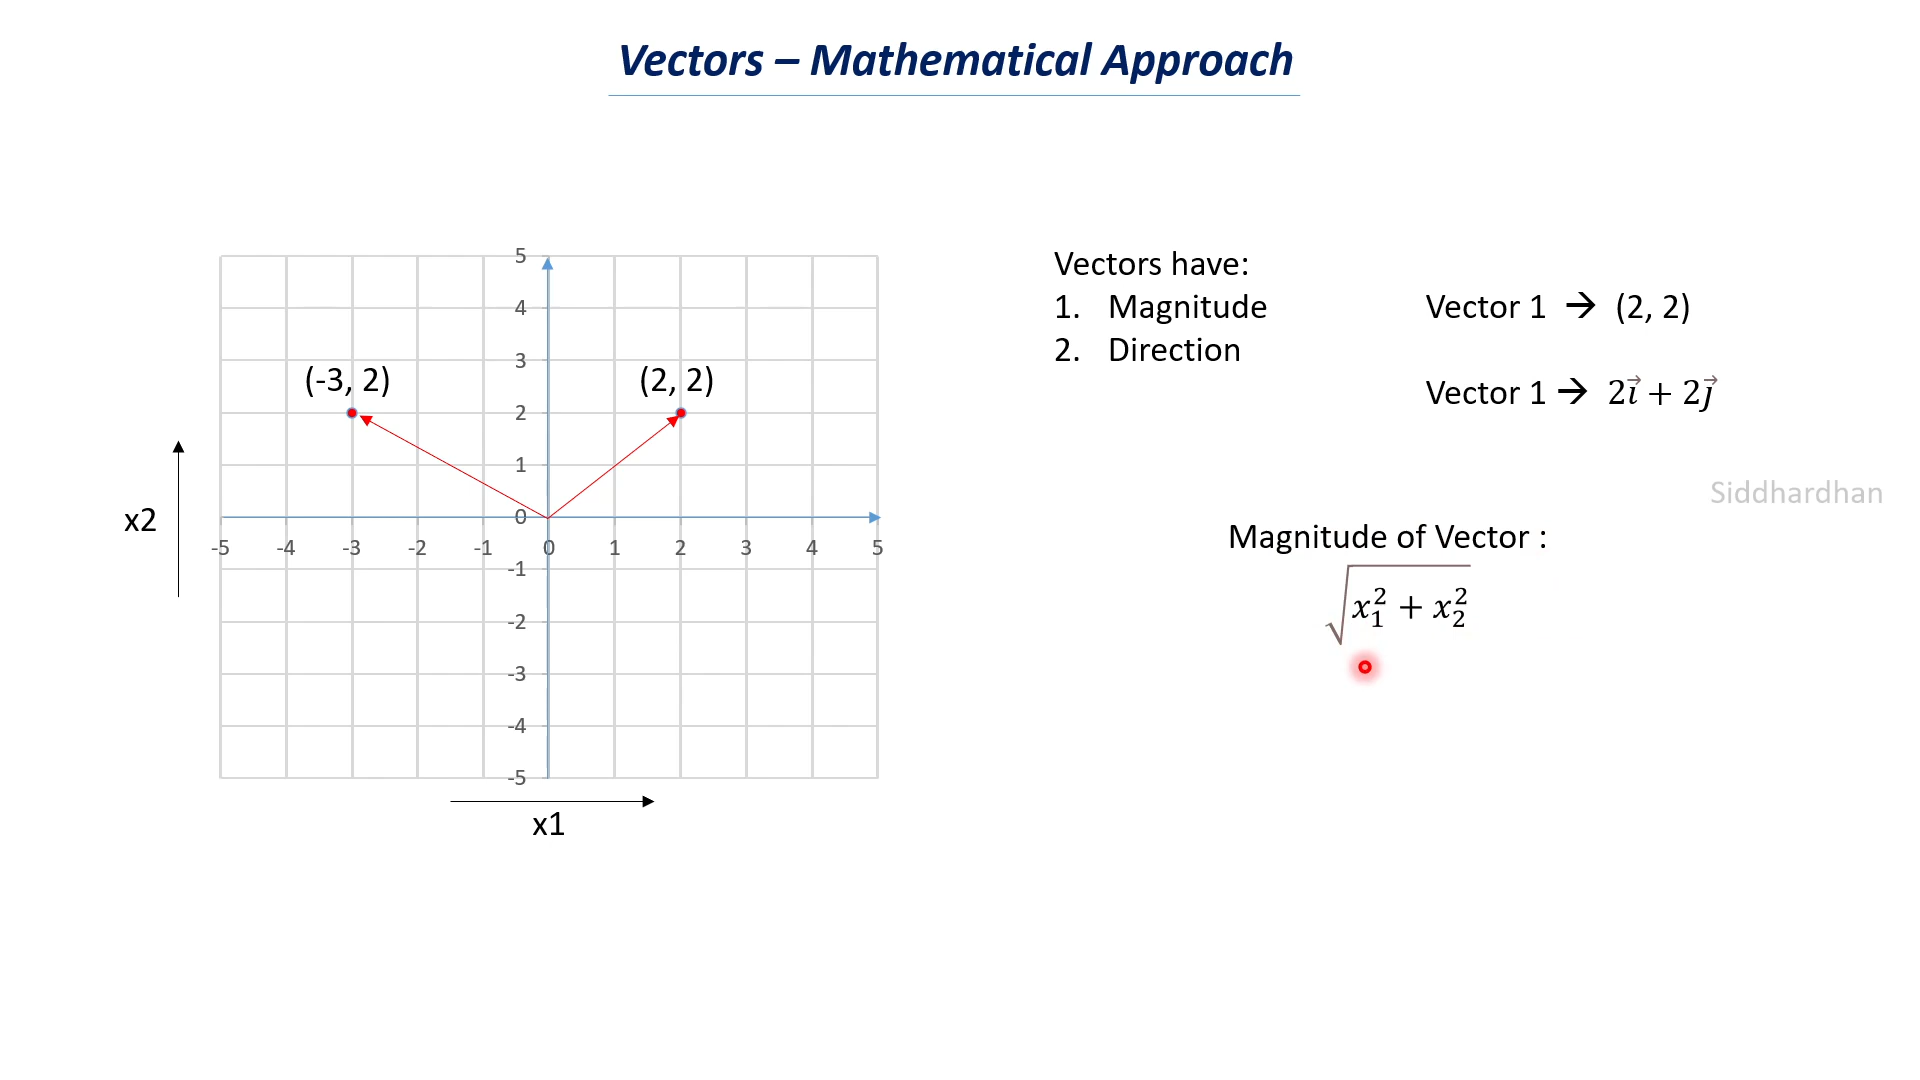 Vectors – Mathematical Approach
Vectors have:
1. Magnitude
2. Direction
Vector 1 → (2, 2)
Vector 1 → 2i⃗ + 2j⃗
Siddhardhan
Magnitude of Vector :
√(x₁² + x₂²)
(-3, 2)
(2, 2)
5
4
3
2
1
0
-1
-2
-3
-4
-5
-5 -4 -3 -2 -1 0 1 2 3 4 5
x2
x1